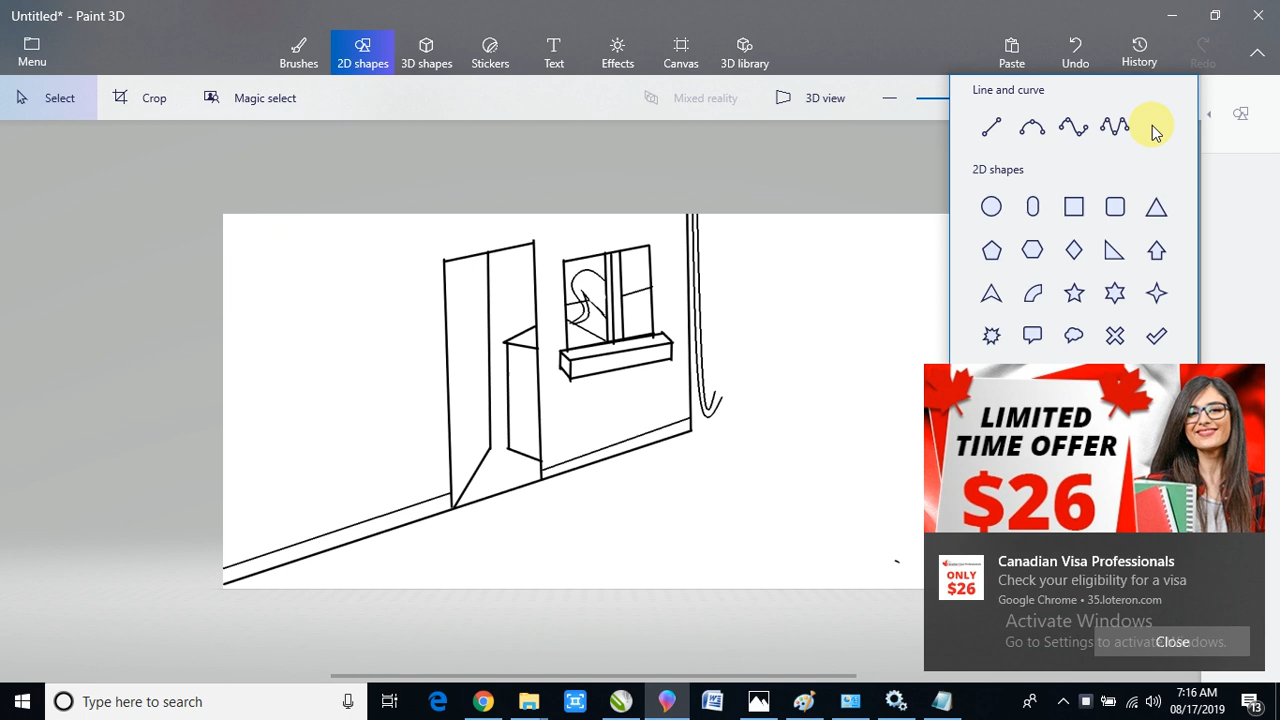 Untitled* - Paint 3D
Menu
Brushes
2D shapes
3D shapes
Stickers
Text
Effects
Canvas
3D library
Paste
Undo
History
Redo
Select
Crop
Magic select
Mixed reality
3D view
Line and curve
2D shapes
LIMITED
TIME OFFER
$26
ONLY
$26
Canadian Visa Professionals
Check your eligibility for a visa
Google Chrome • 35.loteron.com
Activate Windows
Go to Settings to activate Windows.
Close
Type here to search
7:16 AM
08/17/2019
13